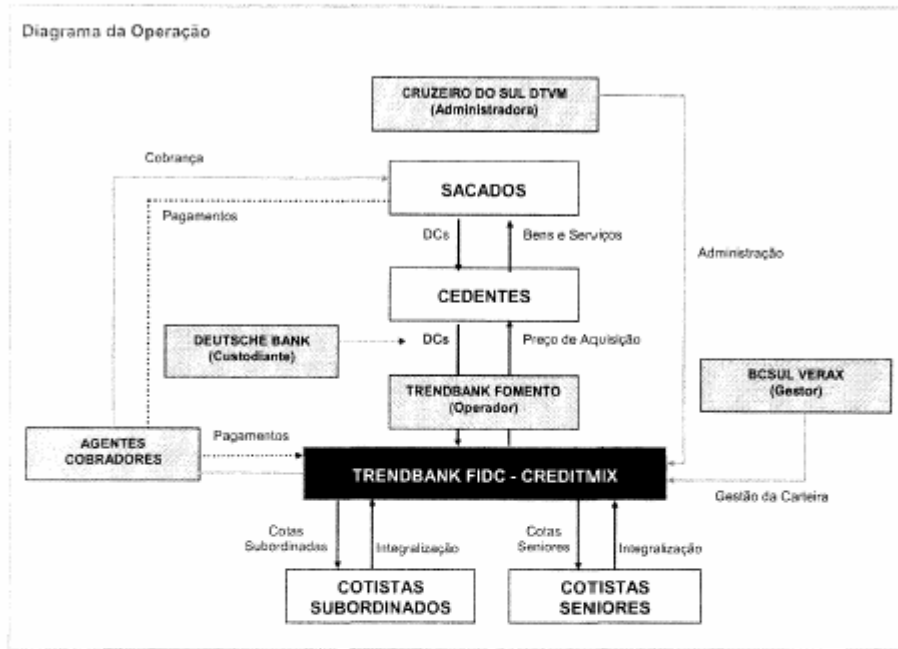 Diagrama da Operação
CRUZEIRO DO SUL DTVM
(Administradora)
Cobrança
SACADOS
Pagamentos
DCs
Bens e Serviços
Administração
CEDENTES
DEUTSCHE BANK
(Custodiante)
DCs
Preço de Aquisição
TRENDBANK FOMENTO
(Operador)
BCSUL VERAX
(Gestor)
AGENTES
COBRADORES
Pagamentos
TRENDBANK FIDC - CREDITMIX
Gestão da Carteira
Cotas
Subordinadas
Integralização
Cotas
Seniores
Integralização
COTISTAS
SUBORDINADOS
COTISTAS
SENIORES